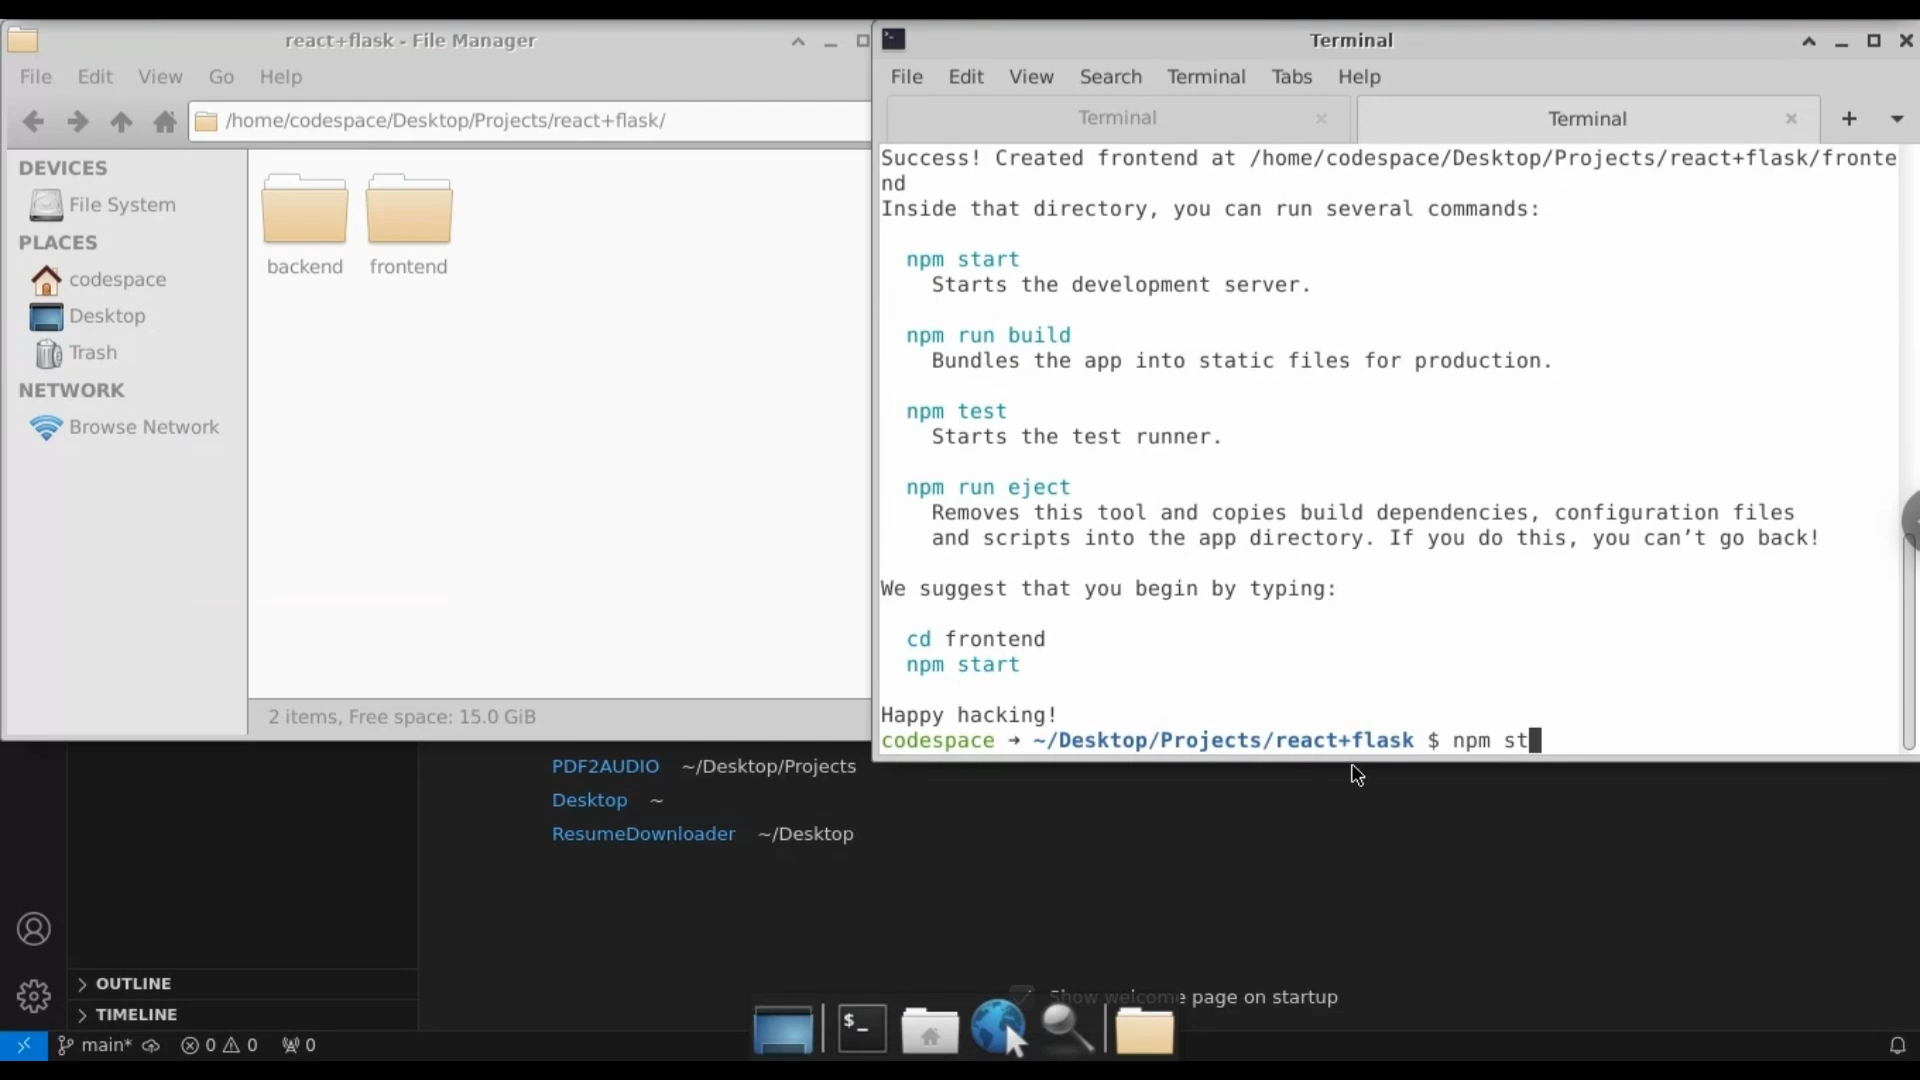 react+flask - File Manager
File Edit View Go Help
/home/codespace/Desktop/Projects/react+flask/
DEVICES
File System
PLACES
codespace
Desktop
Trash
NETWORK
Browse Network
backend frontend
2 items, Free space: 15.0 GiB
Terminal
File Edit View Search Terminal Tabs Help
Terminal Terminal
Success! Created frontend at /home/codespace/Desktop/Projects/react+flask/fronte
nd
Inside that directory, you can run several commands:
npm start
Starts the development server.
npm run build
Bundles the app into static files for production.
npm test
Starts the test runner.
npm run eject
Removes this tool and copies build dependencies, configuration files
and scripts into the app directory. If you do this, you can’t go back!
We suggest that you begin by typing:
cd frontend
npm start
Happy hacking!
codespace → ~/Desktop/Projects/react+flask $ npm st
PDF2AUDIO ~/Desktop/Projects
Desktop ~
ResumeDownloader ~/Desktop
Show welcome page on startup
OUTLINE
TIMELINE
main* 0 0 0
$_